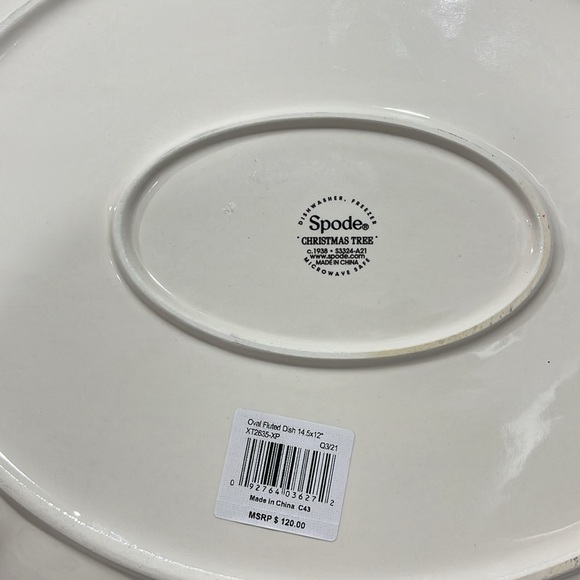 DISHWASHER, FREEZER
Spode®
"CHRISTMAS TREE"
c.1938 • S3324-A21
www.spode.com
MADE IN CHINA
MICROWAVE SAFE
Oval Fluted Dish 14.5x12"
XT2635-XP Q3/21
0 92764 03627 2
Made in China C43
MSRP $ 120.00